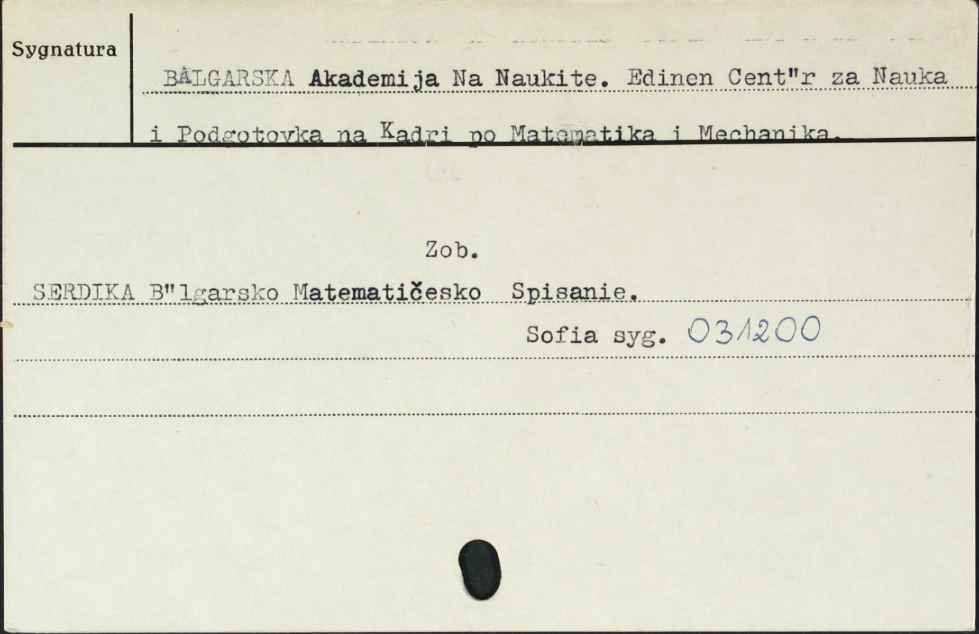 Sygnatura
BÂLGARSKA Akademija Na Naukite. Edinen Cent"r za Nauka
i Podgotovka na Kadri po Matematika i Mechanika.
Zob.
SERDIKA B"lgarsko Matematičesko Spisanie.
Sofia syg. 031200